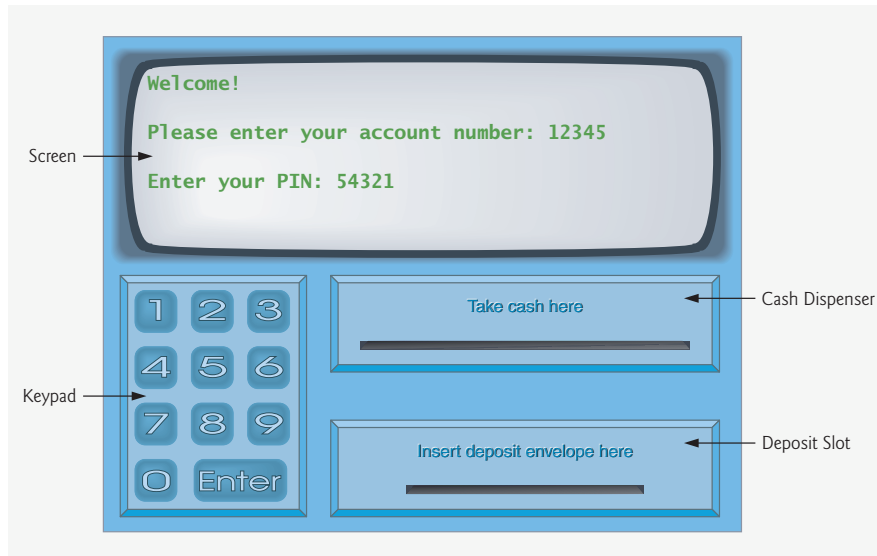 Welcome!
Please enter your account number: 12345
Enter your PIN: 54321
Screen
1 2 3
4 5 6
7 8 9
0 Enter
Keypad
Take cash here
Cash Dispenser
Insert deposit envelope here
Deposit Slot